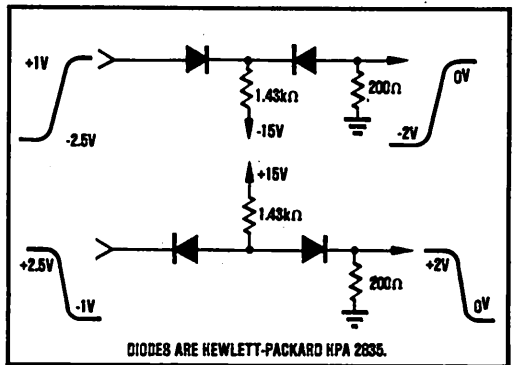 +1V
-2.5V
1.43kΩ
-15V
200Ω
0V
-2V
+15V
1.43kΩ
+2.5V
-1V
200Ω
+2V
0V
DIODES ARE HEWLETT-PACKARD HPA 2835.